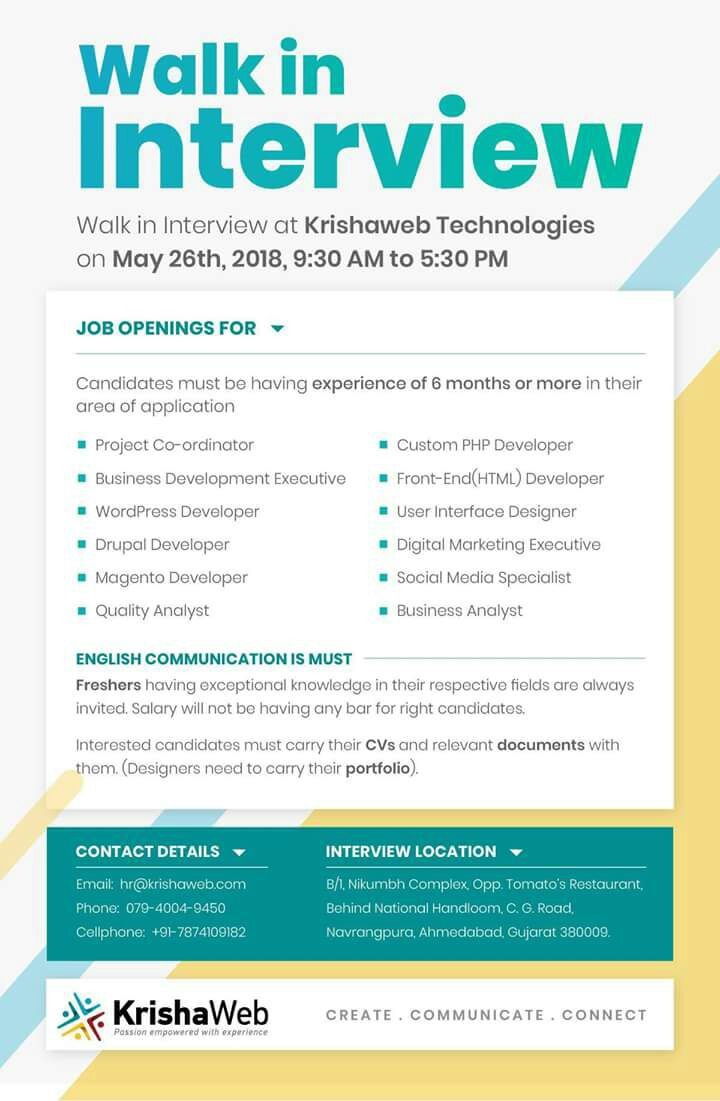 Walk in
Interview
Walk in Interview at Krishaweb Technologies
on May 26th, 2018, 9:30 AM to 5:30 PM
JOB OPENINGS FOR
Candidates must be having experience of 6 months or more in their
area of application
Project Co-ordinator
Business Development Executive
WordPress Developer
Drupal Developer
Magento Developer
Quality Analyst
Custom PHP Developer
Front-End(HTML) Developer
User Interface Designer
Digital Marketing Executive
Social Media Specialist
Business Analyst
ENGLISH COMMUNICATION IS MUST
Freshers having exceptional knowledge in their respective fields are always
invited. Salary will not be having any bar for right candidates.
Interested candidates must carry their CVs and relevant documents with
them. (Designers need to carry their portfolio).
CONTACT DETAILS
Email: hr@krishaweb.com
Phone: 079-4004-9450
Cellphone: +91-7874109182
INTERVIEW LOCATION
B/1, Nikumbh Complex, Opp. Tomato's Restaurant,
Behind National Handloom, C. G. Road,
Navrangpura, Ahmedabad, Gujarat 380009.
KrishaWeb
Passion empowered with experience
CREATE . COMMUNICATE . CONNECT